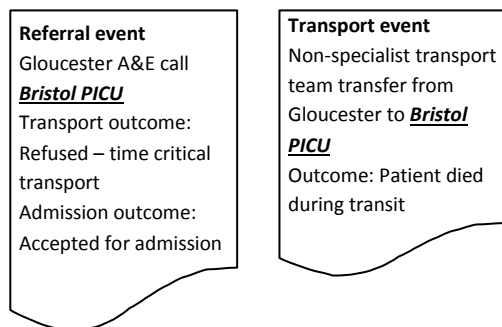 Referral event
Gloucester A&E call
Bristol PICU
Transport outcome:
Refused – time critical
transport
Admission outcome:
Accepted for admission
Transport event
Non-specialist transport
team transfer from
Gloucester to Bristol
PICU
Outcome: Patient died
during transit